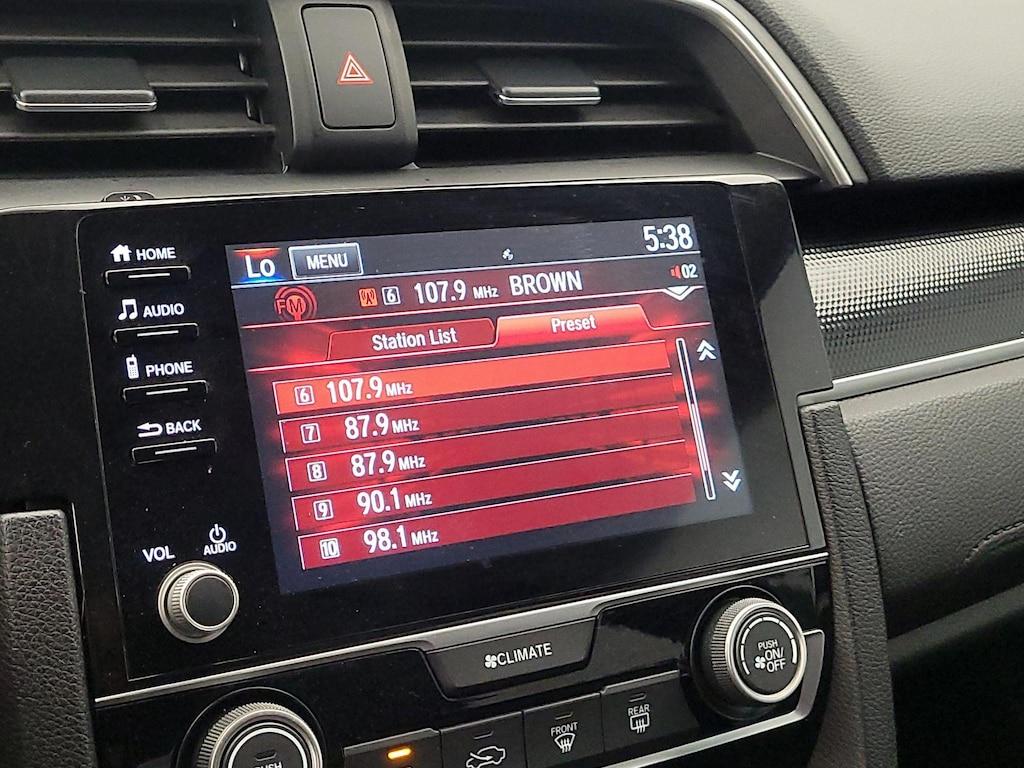 HOME
AUDIO
PHONE
BACK
VOL
AUDIO
Lo MENU 5:38
FM 6 107.9 MHz BROWN 02
Station List Preset
6 107.9 MHz
7 87.9 MHz
8 87.9 MHz
9 90.1 MHz
10 98.1 MHz
CLIMATE
PUSH
ON/
OFF
FRONT
REAR
PUSH